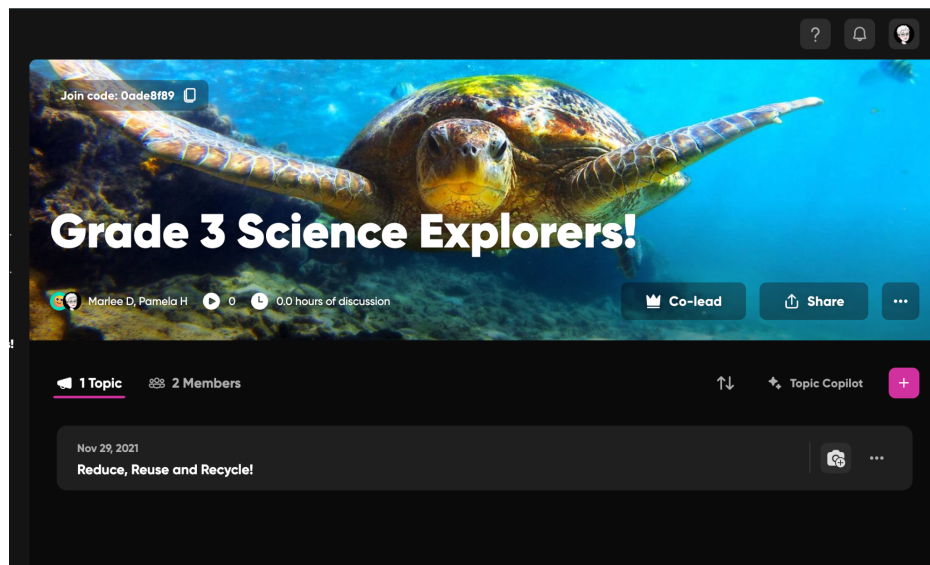 ?
Join code: 0ade8f89
Grade 3 Science Explorers!
Marlee D, Pamela H 0 0.0 hours of discussion
Co-lead
Share
1 Topic
2 Members
Topic Copilot
Nov 29, 2021
Reduce, Reuse and Recycle!